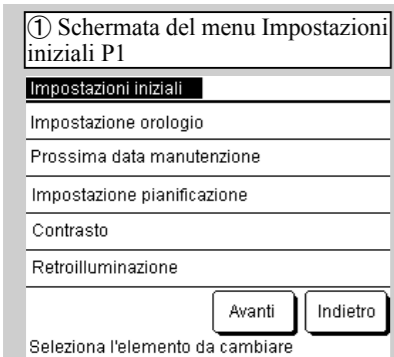 ① Schermata del menu Impostazioni
iniziali P1
Impostazioni iniziali
Impostazione orologio
Prossima data manutenzione
Impostazione pianificazione
Contrasto
Retroilluminazione
Avanti Indietro
Seleziona l'elemento da cambiare